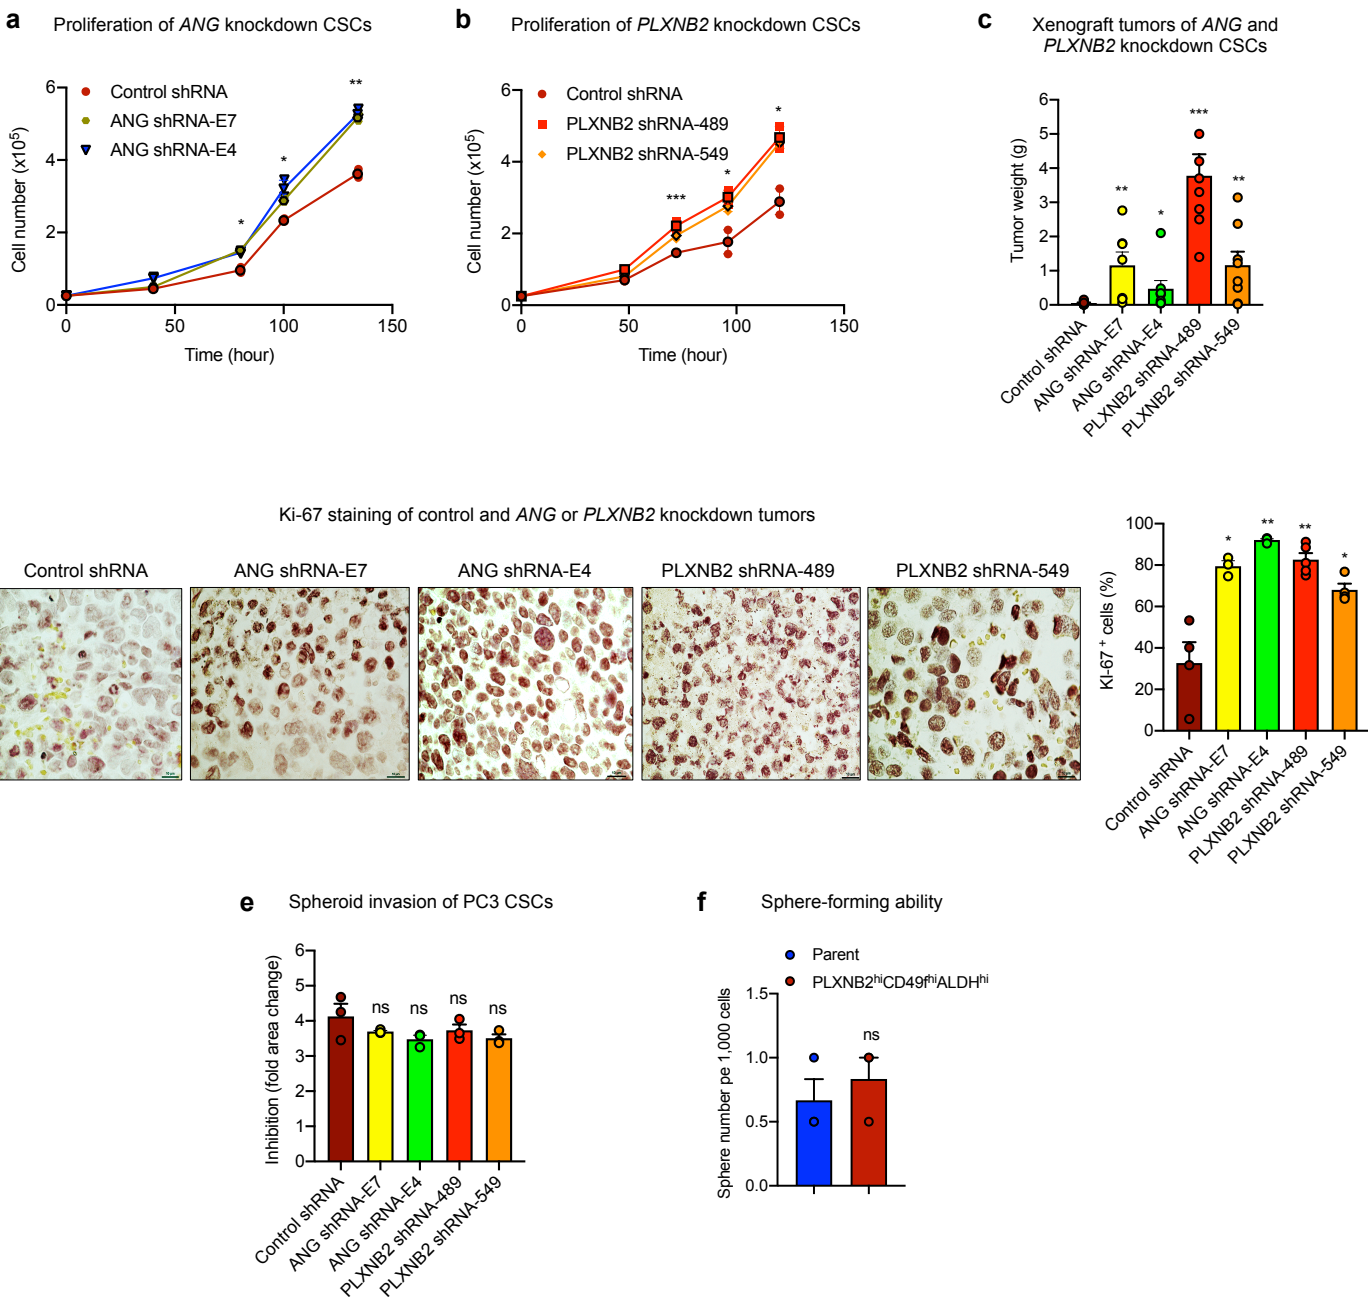 a Proliferation of ANG knockdown CSCs
Control shRNA
ANG shRNA-E7
ANG shRNA-E4
Cell number (x10⁵)
6
4
2
0
* * **
0 50 100 150
Time (hour)
b Proliferation of PLXNB2 knockdown CSCs
Control shRNA
PLXNB2 shRNA-489
PLXNB2 shRNA-549
Cell number (x10⁵)
6
4
2
0
*** * *
0 50 100 150
Time (hour)
c Xenograft tumors of ANG and
PLXNB2 knockdown CSCs
Tumor weight (g)
6
5
4
3
2
1
0
** * *** **
Control shRNA
ANG shRNA-E7
ANG shRNA-E4
PLXNB2 shRNA-489
PLXNB2 shRNA-549
Ki-67 staining of control and ANG or PLXNB2 knockdown tumors
Control shRNA ANG shRNA-E7 ANG shRNA-E4 PLXNB2 shRNA-489 PLXNB2 shRNA-549
KI-67 ⁺ cells (%)
100
80
60
40
20
0
* ** ** *
Control shRNA
ANG shRNA-E7
ANG shRNA-E4
PLXNB2 shRNA-489
PLXNB2 shRNA-549
e Spheroid invasion of PC3 CSCs
Inhibition (fold area change)
6
5
4
3
2
1
0
ns ns ns ns
Control shRNA
ANG shRNA-E7
ANG shRNA-E4
PLXNB2 shRNA-489
PLXNB2 shRNA-549
f Sphere-forming ability
Parent
PLXNB2ʰⁱCD49fʰⁱALDHʰⁱ
Sphere number pe 1,000 cells
1.5
1.0
0.5
0.0
ns